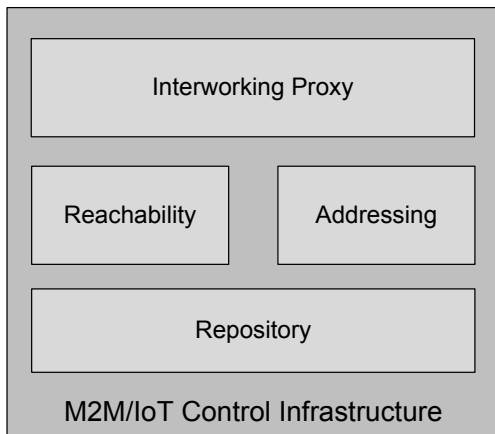 Interworking Proxy
Reachability
Addressing
Repository
M2M/IoT Control Infrastructure